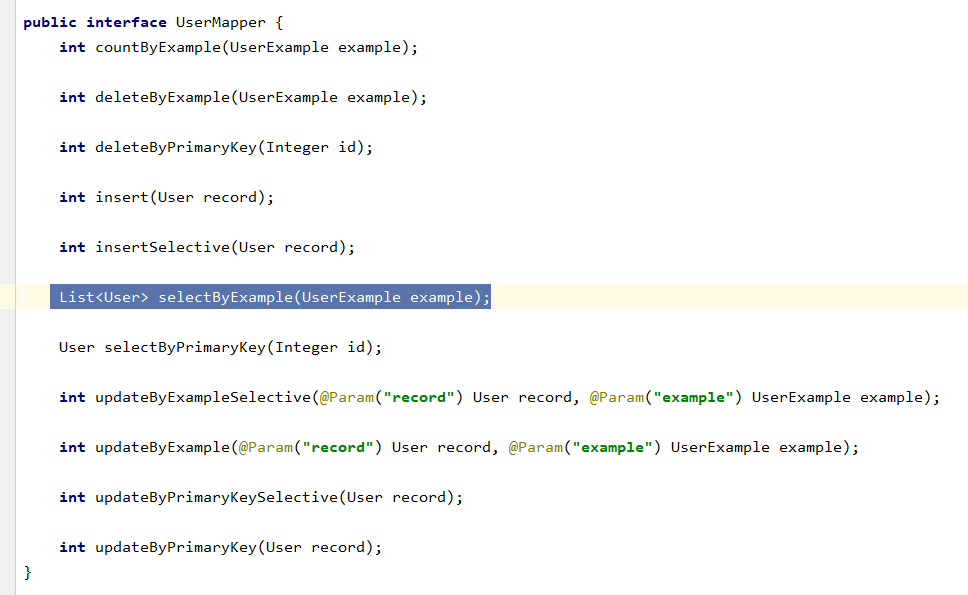 public interface UserMapper {
int countByExample(UserExample example);
int deleteByExample(UserExample example);
int deleteByPrimaryKey(Integer id);
int insert(User record);
int insertSelective(User record);
List<User> selectByExample(UserExample example);
User selectByPrimaryKey(Integer id);
int updateByExampleSelective(@Param("record") User record, @Param("example") UserExample example);
int updateByExample(@Param("record") User record, @Param("example") UserExample example);
int updateByPrimaryKeySelective(User record);
int updateByPrimaryKey(User record);
}